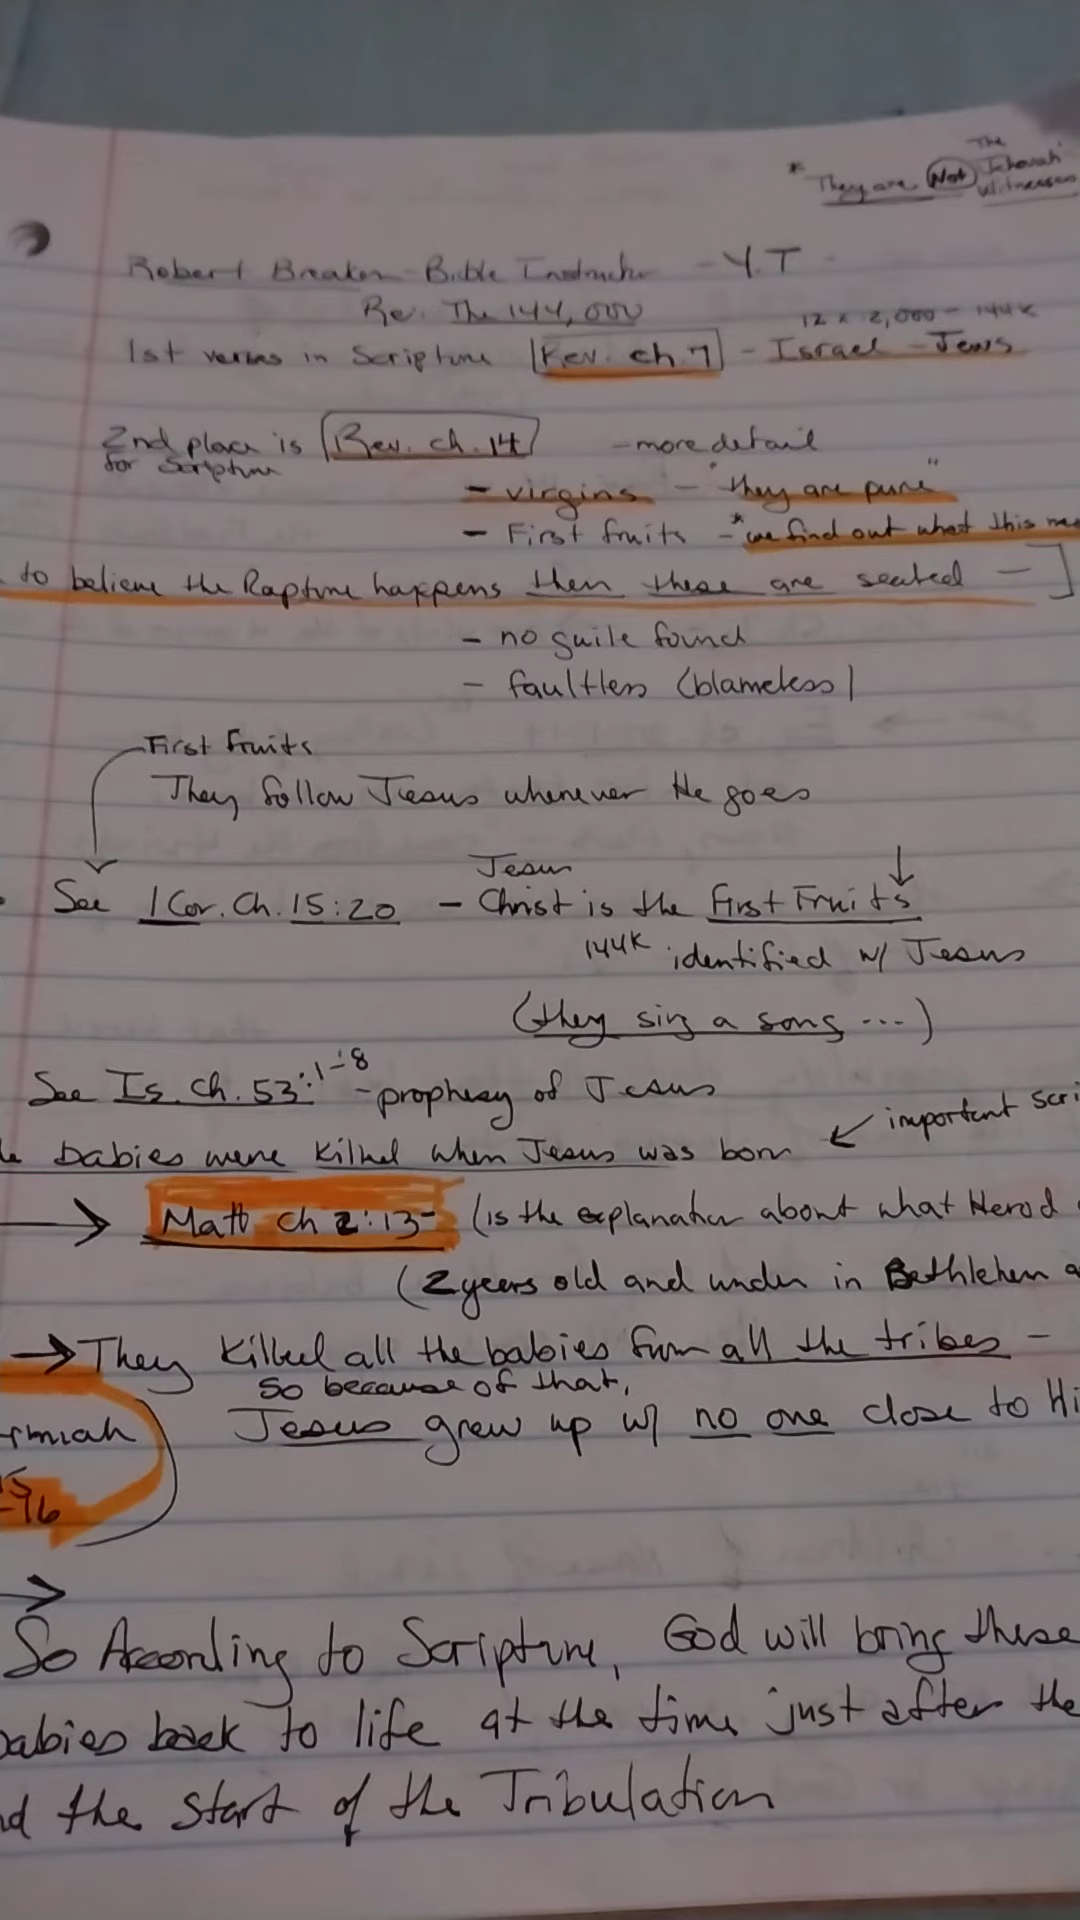 The
* They are Not Jehovah
Witnesses
Robert Breaker - Bible Instructor - Y.T -
Re: The 144,000
12 x 2,000 - 144K
1st verses in Scripture Rev. ch. 7 - Israel - Jews
2nd place is Rev. ch. 14 - more detail
for Scripture
- virgins - "they are pure"
- First fruits - *we find out what this
to believe the Rapture happens then these are sealed - ]
- no guile found
- faultless (blameless)
First Fruits
They follow Jesus whenever He goes
Jesus
See 1 Cor. Ch. 15:20 - Christ is the First Fruits
144K identified w/ Jesus
(they sing a song ...)
See Is. Ch. 53:1-8 - prophesy of Jesus
babies were killed when Jesus was born ← important
→ Matt Ch 2:13- (is the explanation about what Herod
(2 years old and under in Bethlehem
→ They killed all the babies from all the tribes -
so because of that,
Jesus grew up w/ no one close to
→
So According to Scripture, God will bring these
babies back to life at the time just after the
the start of the Tribulation